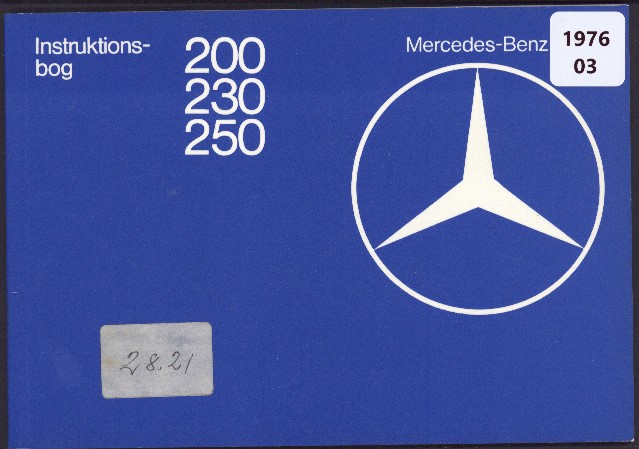 Instruktions-
bog
200
230
250
Mercedes-Benz
1976
03
28.21